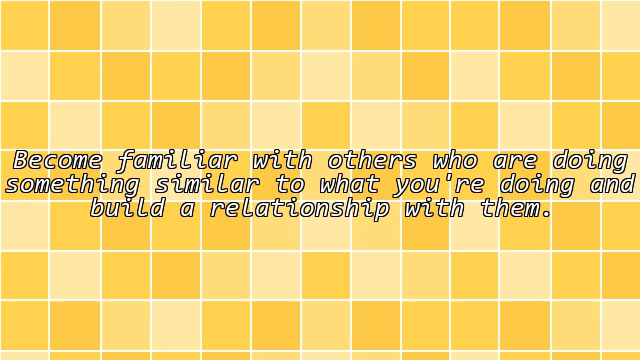 Become familiar with others who are doing
something similar to what you're doing and
build a relationship with them.